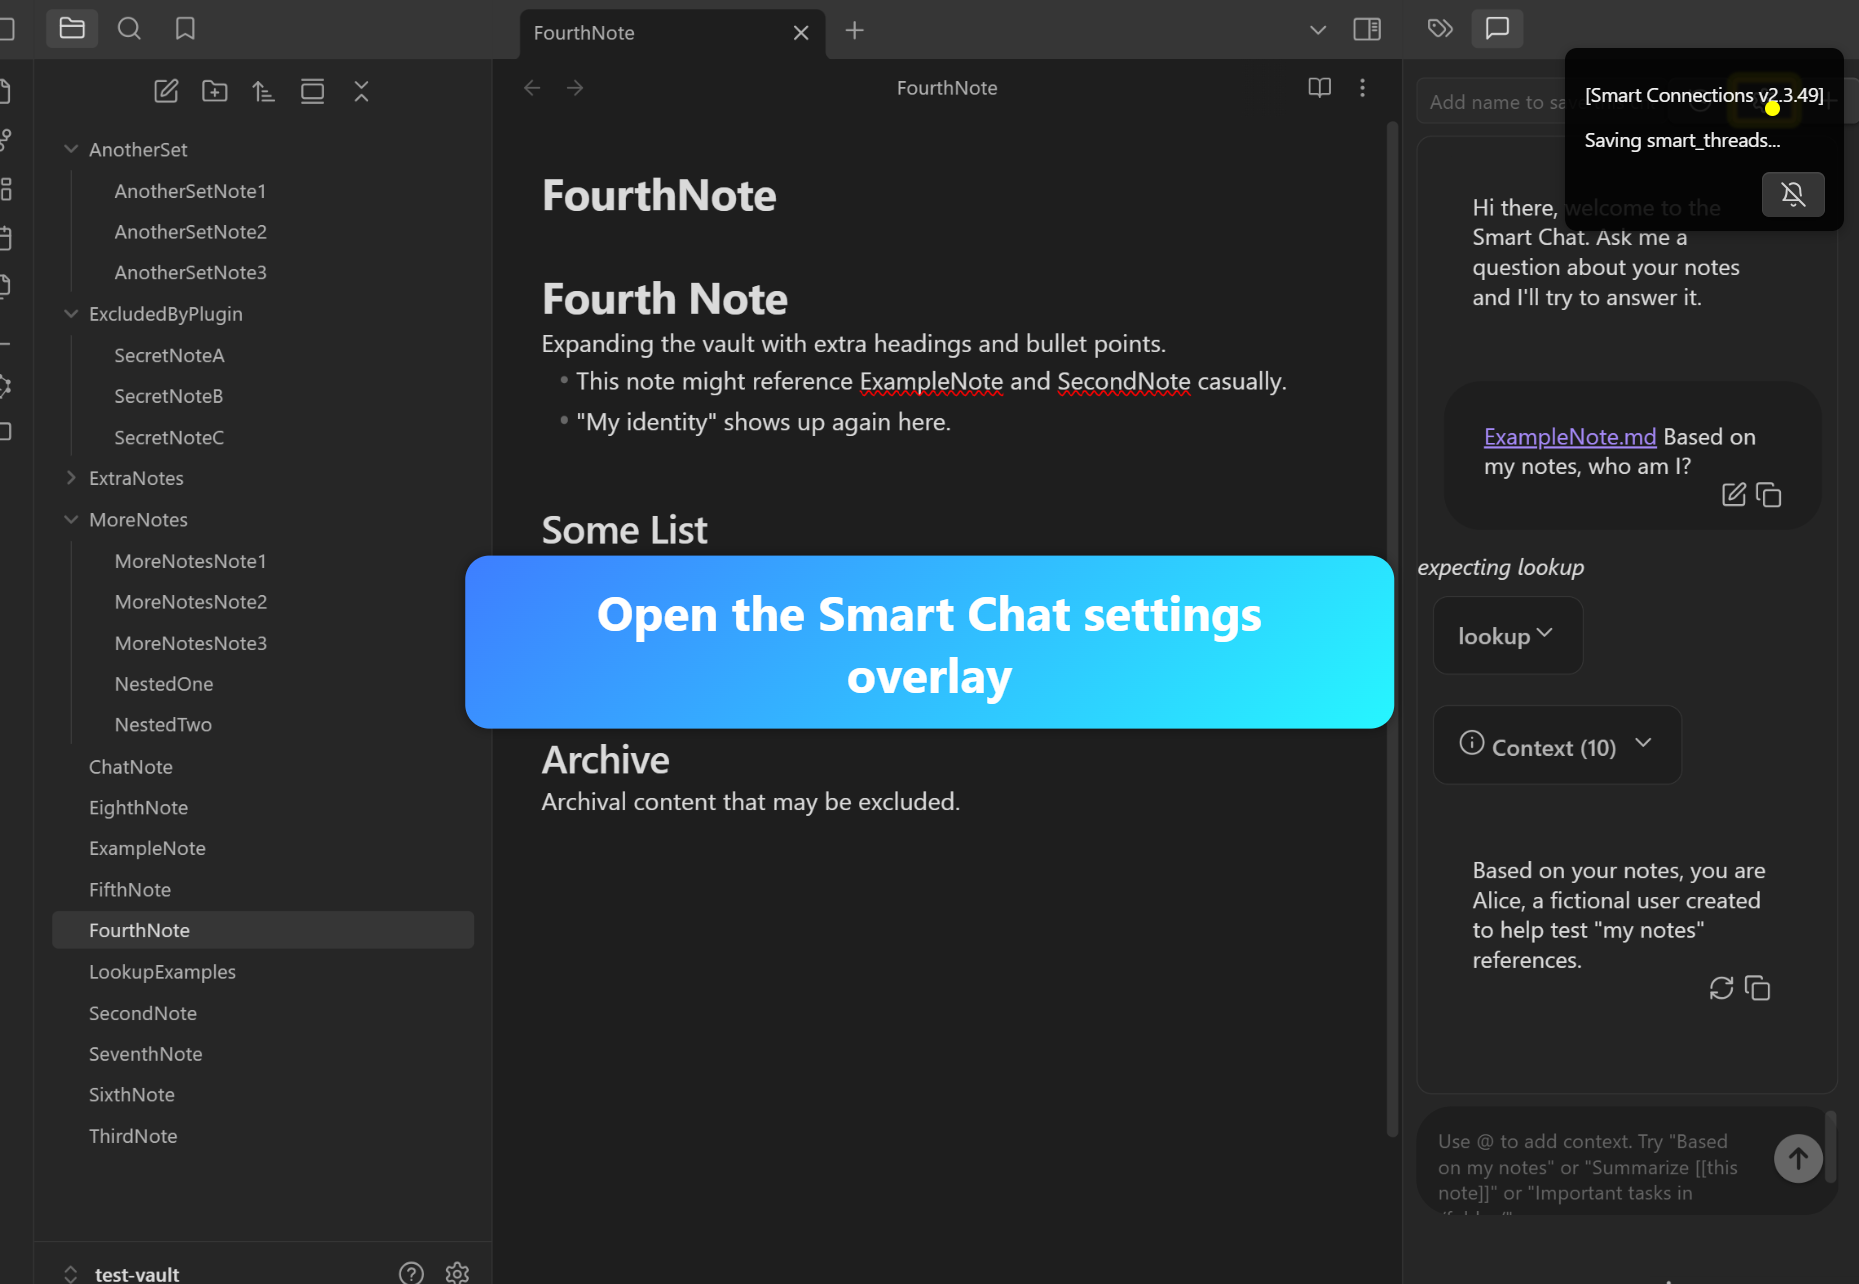 FourthNote
FourthNote
Add name to sa
[Smart Connections v2.3.49]
Saving smart_threads...
AnotherSet
AnotherSetNote1
AnotherSetNote2
AnotherSetNote3
ExcludedByPlugin
SecretNoteA
SecretNoteB
SecretNoteC
ExtraNotes
MoreNotes
MoreNotesNote1
MoreNotesNote2
MoreNotesNote3
NestedOne
NestedTwo
ChatNote
EighthNote
ExampleNote
FifthNote
FourthNote
LookupExamples
SecondNote
SeventhNote
SixthNote
ThirdNote
test-vault
FourthNote
Fourth Note
Expanding the vault with extra headings and bullet points.
This note might reference ExampleNote and SecondNote casually.
"My identity" shows up again here.
Some List
Open the Smart Chat settings
overlay
Archive
Archival content that may be excluded.
Hi there, welcome to the
Smart Chat. Ask me a
question about your notes
and I'll try to answer it.
ExampleNote.md Based on
my notes, who am I?
expecting lookup
lookup
Context (10)
Based on your notes, you are
Alice, a fictional user created
to help test "my notes"
references.
Use @ to add context. Try "Based
on my notes" or "Summarize [[this
note]]" or "Important tasks in